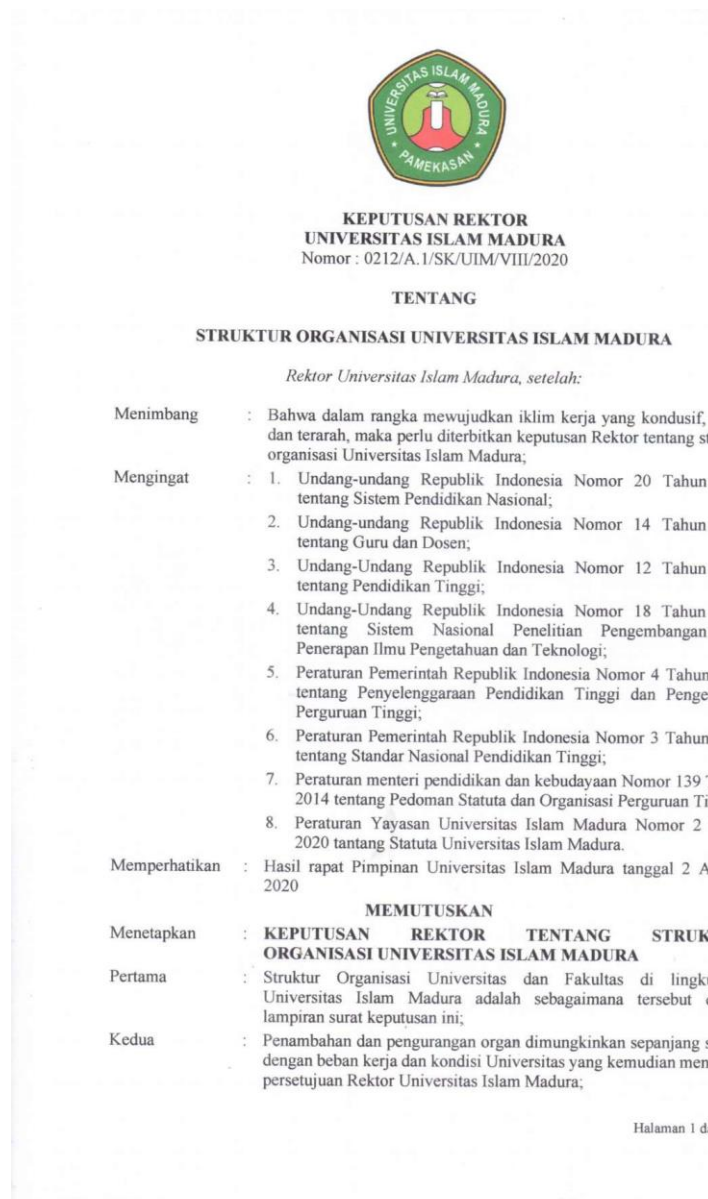 UNIVERSITAS ISLAM MADURA
PAMEKASAN
KEPUTUSAN REKTOR
UNIVERSITAS ISLAM MADURA
Nomor : 0212/A.1/SK/UIM/VIII/2020
TENTANG
STRUKTUR ORGANISASI UNIVERSITAS ISLAM MADURA
Rektor Universitas Islam Madura, setelah:
Menimbang : Bahwa dalam rangka mewujudkan iklim kerja yang kondusif,
dan terarah, maka perlu diterbitkan keputusan Rektor tentang
organisasi Universitas Islam Madura;
Mengingat : 1. Undang-undang Republik Indonesia Nomor 20 Tahun
tentang Sistem Pendidikan Nasional;
2. Undang-undang Republik Indonesia Nomor 14 Tahun
tentang Guru dan Dosen;
3. Undang-Undang Republik Indonesia Nomor 12 Tahun
tentang Pendidikan Tinggi;
4. Undang-Undang Republik Indonesia Nomor 18 Tahun
tentang Sistem Nasional Penelitian Pengembangan
Penerapan Ilmu Pengetahuan dan Teknologi;
5. Peraturan Pemerintah Republik Indonesia Nomor 4 Tahun
tentang Penyelenggaraan Pendidikan Tinggi dan
Perguruan Tinggi;
6. Peraturan Pemerintah Republik Indonesia Nomor 3 Tahun
tentang Standar Nasional Pendidikan Tinggi;
7. Peraturan menteri pendidikan dan kebudayaan Nomor 139
2014 tentang Pedoman Statuta dan Organisasi Perguruan
8. Peraturan Yayasan Universitas Islam Madura Nomor 2
2020 tantang Statuta Universitas Islam Madura.
Memperhatikan : Hasil rapat Pimpinan Universitas Islam Madura tanggal 2
2020
MEMUTUSKAN
Menetapkan : KEPUTUSAN REKTOR TENTANG
ORGANISASI UNIVERSITAS ISLAM MADURA
Pertama : Struktur Organisasi Universitas dan Fakultas di
Universitas Islam Madura adalah sebagaimana tersebut
lampiran surat keputusan ini;
Kedua : Penambahan dan pengurangan organ dimungkinkan sepanjang
dengan beban kerja dan kondisi Universitas yang kemudian
persetujuan Rektor Universitas Islam Madura;
Halaman 1